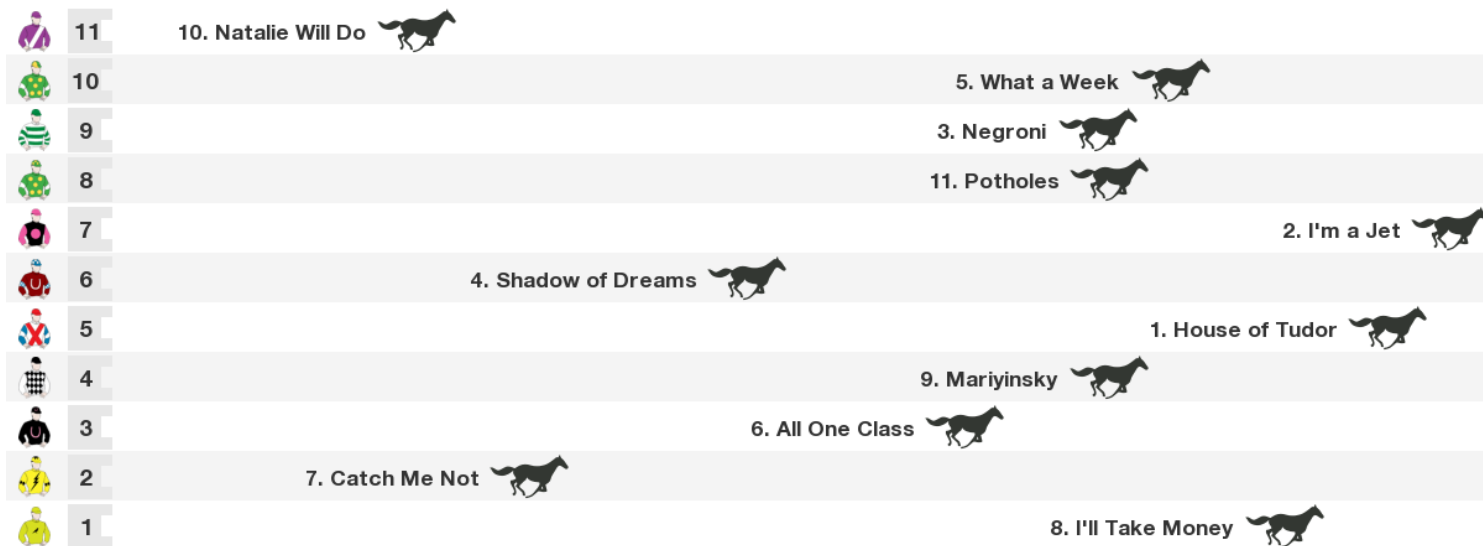 11 10. Natalie Will Do
10 5. What a Week
9 3. Negroni
8 11. Potholes
7 2. I'm a Jet
6 4. Shadow of Dreams
5 1. House of Tudor
4 9. Mariyinsky
3 6. All One Class
2 7. Catch Me Not
1 8. I'll Take Money